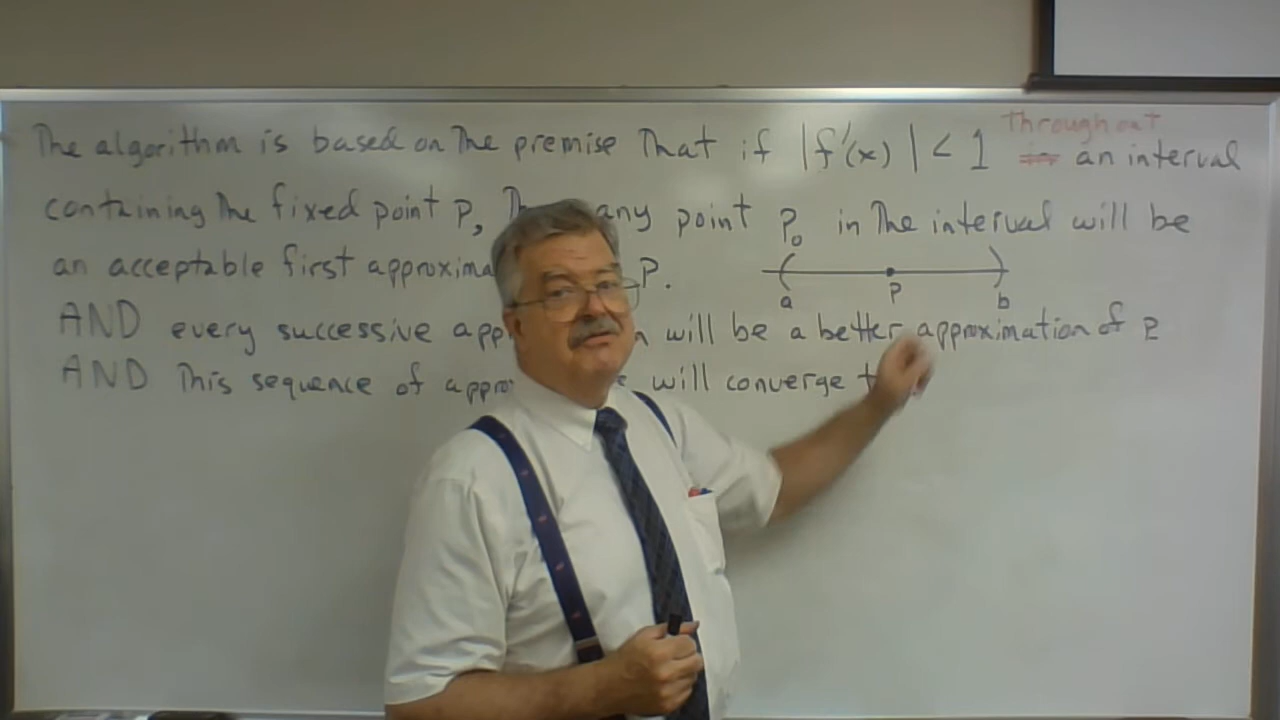 Throughout
The algorithm is based on the premise that if |f'(x)| < 1 in an interval
containing the fixed point P, any point P₀ in the interval will be
an acceptable first P.
a P b
AND every successive will be a better approximation of P
AND this sequence of will converge